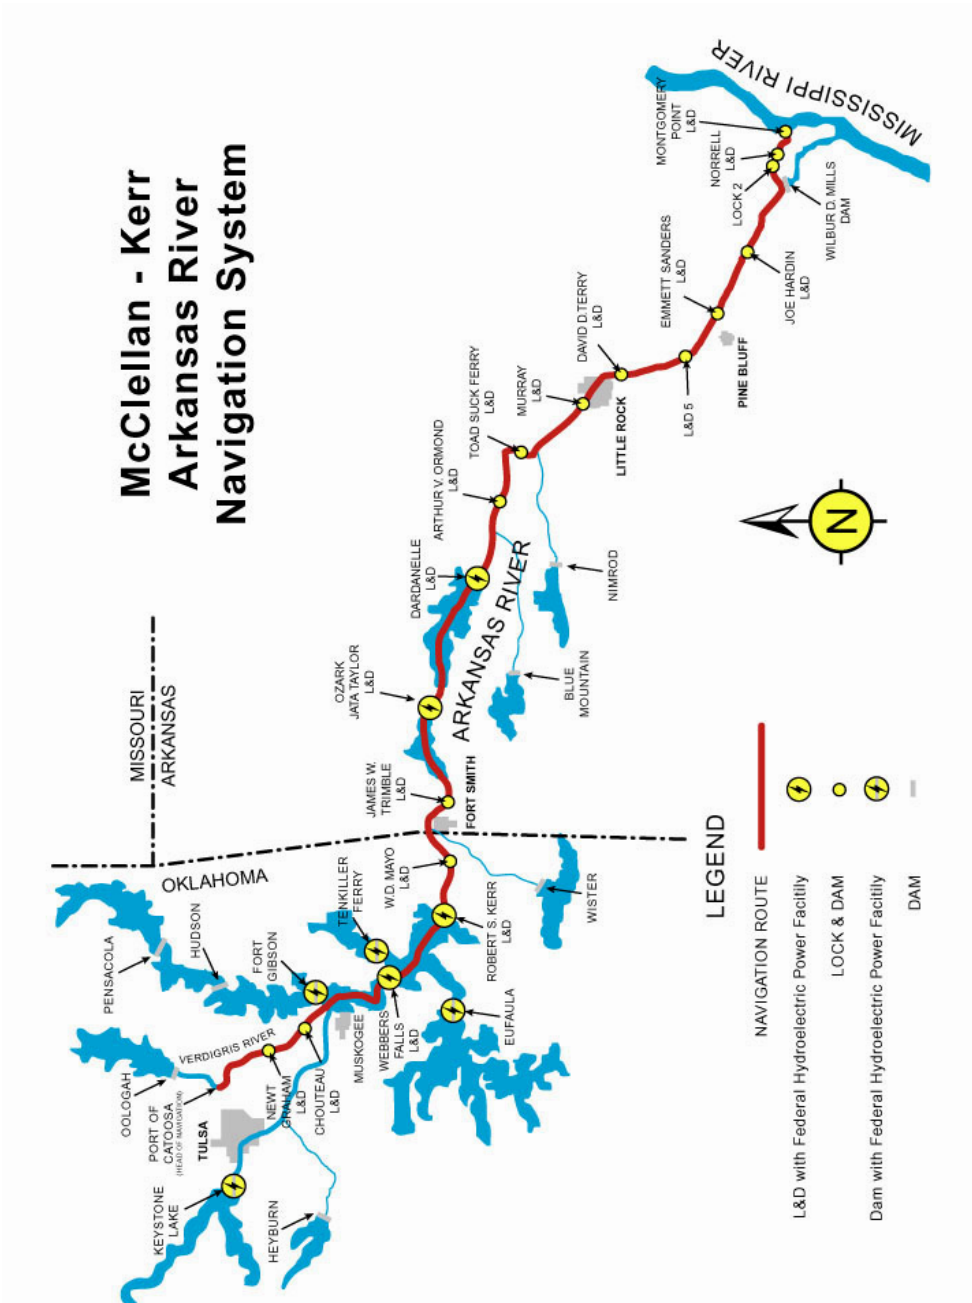 McClellan - Kerr
Arkansas River
Navigation System
MISSOURI
ARKANSAS
OKLAHOMA
PENSACOLA
HUDSON
OOLOGAH
VERDIGRIS RIVER
PORT OF
CATOOSA
(HEAD OF NAVIGATION)
TULSA
KEYSTONE
LAKE
HEYBURN
NEWT
GRAHAM
L&D
CHOUTEAU
L&D
FORT
GIBSON
MUSKOGEE
WEBBERS
FALLS
L&D
TENKILLER
FERRY
EUFAULA
ROBERT S. KERR
L&D
W.D. MAYO
L&D
WISTER
FORT SMITH
JAMES W.
TRIMBLE
L&D
OZARK
JATA TAYLOR
L&D
ARKANSAS RIVER
DARDANELLE
L&D
BLUE
MOUNTAIN
NIMROD
ARTHUR V. ORMOND
L&D
TOAD SUCK FERRY
L&D
MURRAY
L&D
LITTLE ROCK
DAVID D.TERRY
L&D
L&D 5
PINE BLUFF
EMMETT SANDERS
L&D
JOE HARDIN
L&D
LOCK 2
NORRELL
L&D
WILBUR D. MILLS
DAM
MONTGOMERY
POINT
L&D
MISSISSIPPI RIVER
N
LEGEND
NAVIGATION ROUTE
L&D with Federal Hydroelectric Power Facitily
LOCK & DAM
Dam with Federal Hydroelectric Power Facitily
DAM